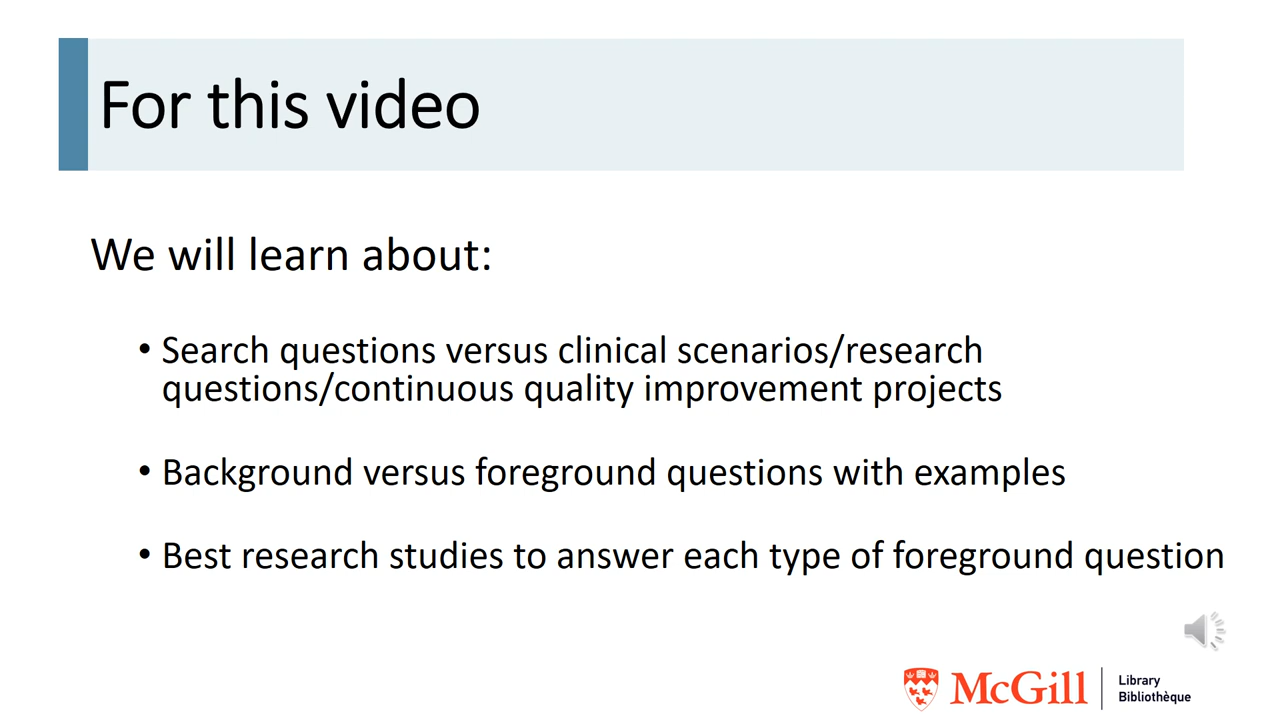 For this video
We will learn about:
• Search questions versus clinical scenarios/research
questions/continuous quality improvement projects
• Background versus foreground questions with examples
• Best research studies to answer each type of foreground question
McGill
Library
Bibliothèque